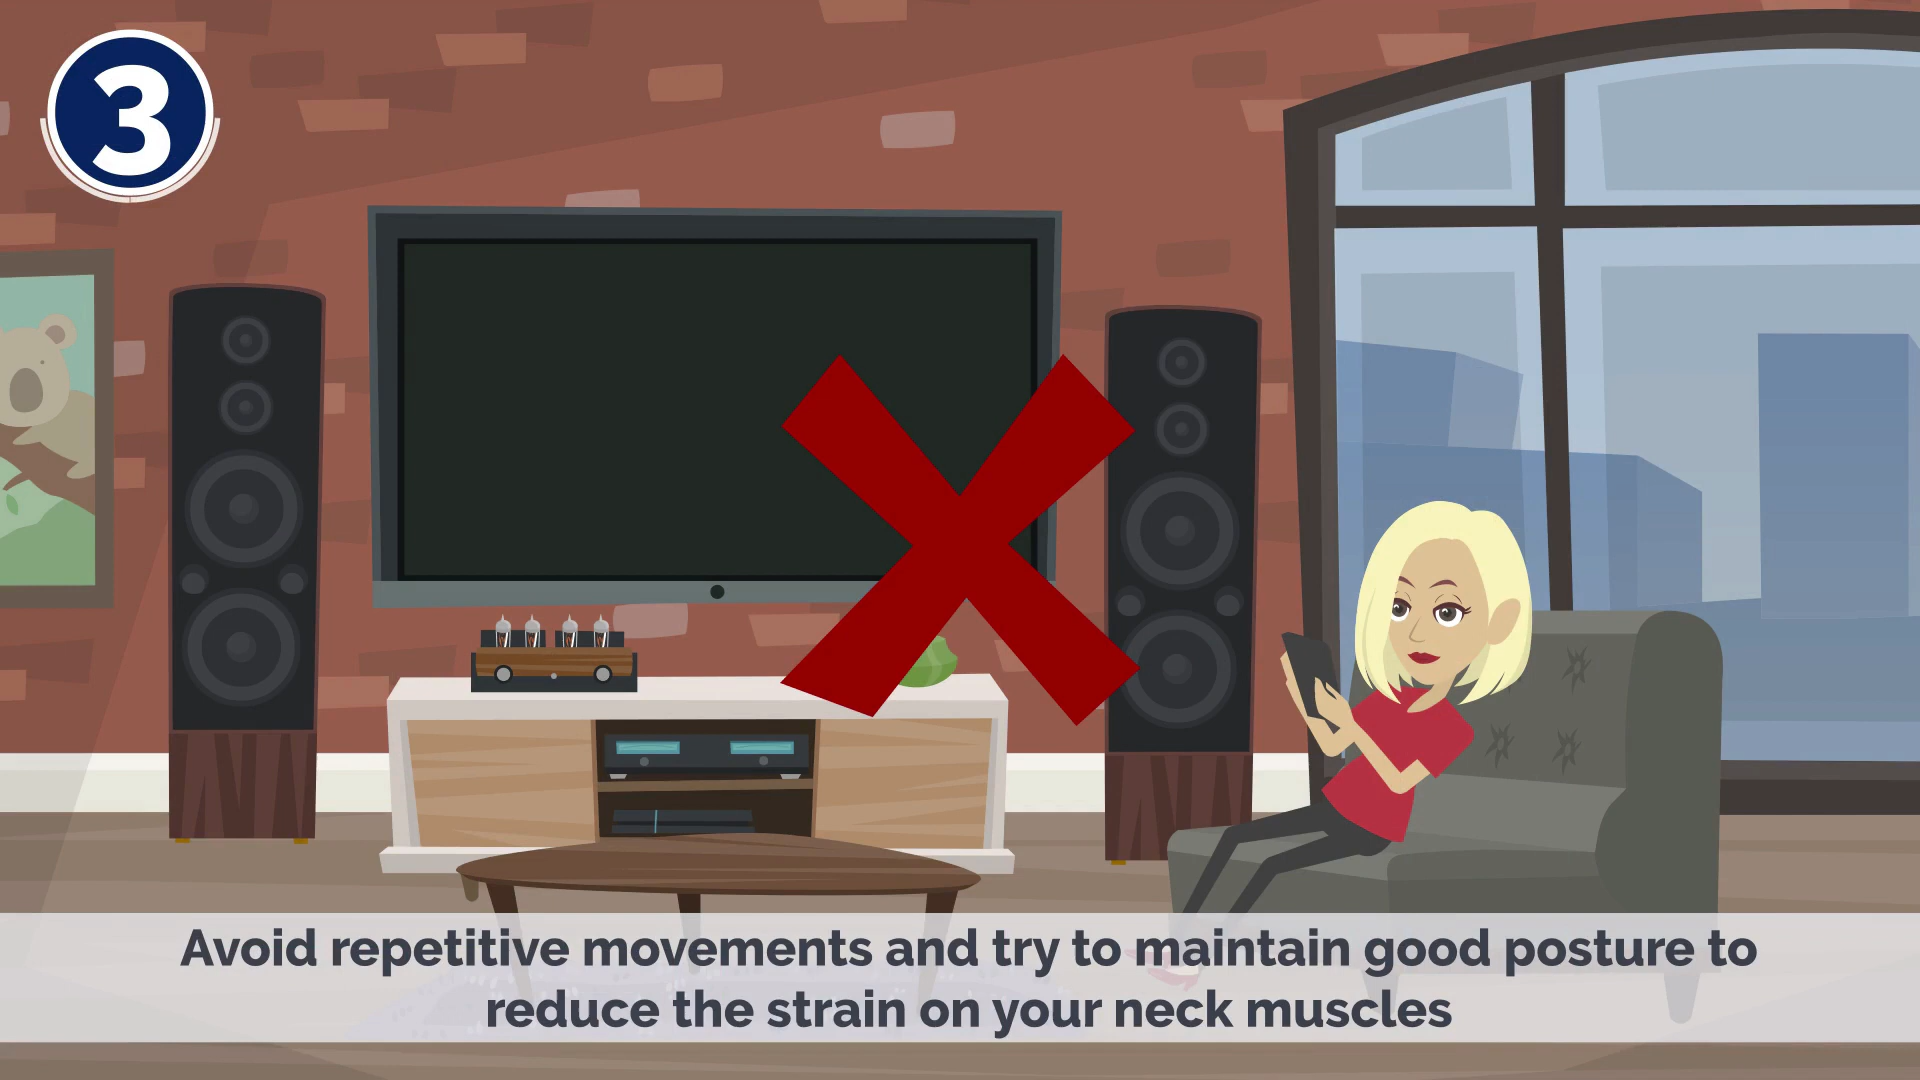 3
Avoid repetitive movements and try to maintain good posture to
reduce the strain on your neck muscles